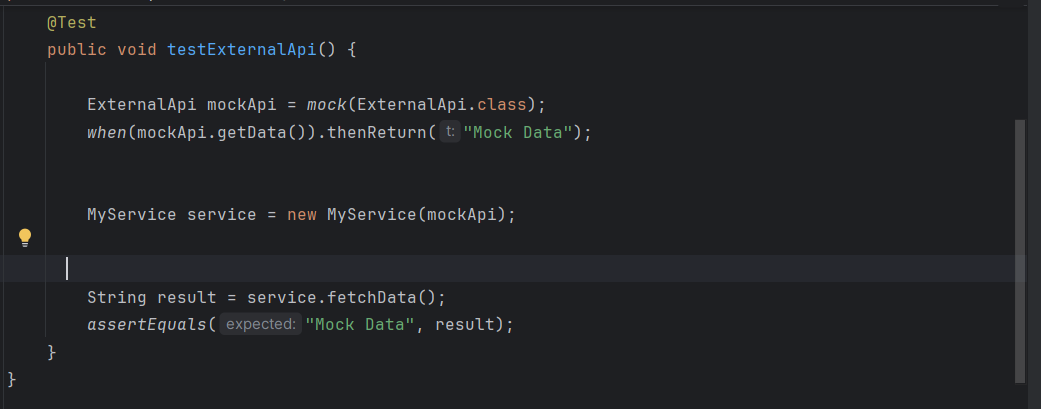 @Test
public void testExternalApi() {
ExternalApi mockApi = mock(ExternalApi.class);
when(mockApi.getData()).thenReturn( t: "Mock Data");
MyService service = new MyService(mockApi);
String result = service.fetchData();
assertEquals( expected: "Mock Data", result);
}
}